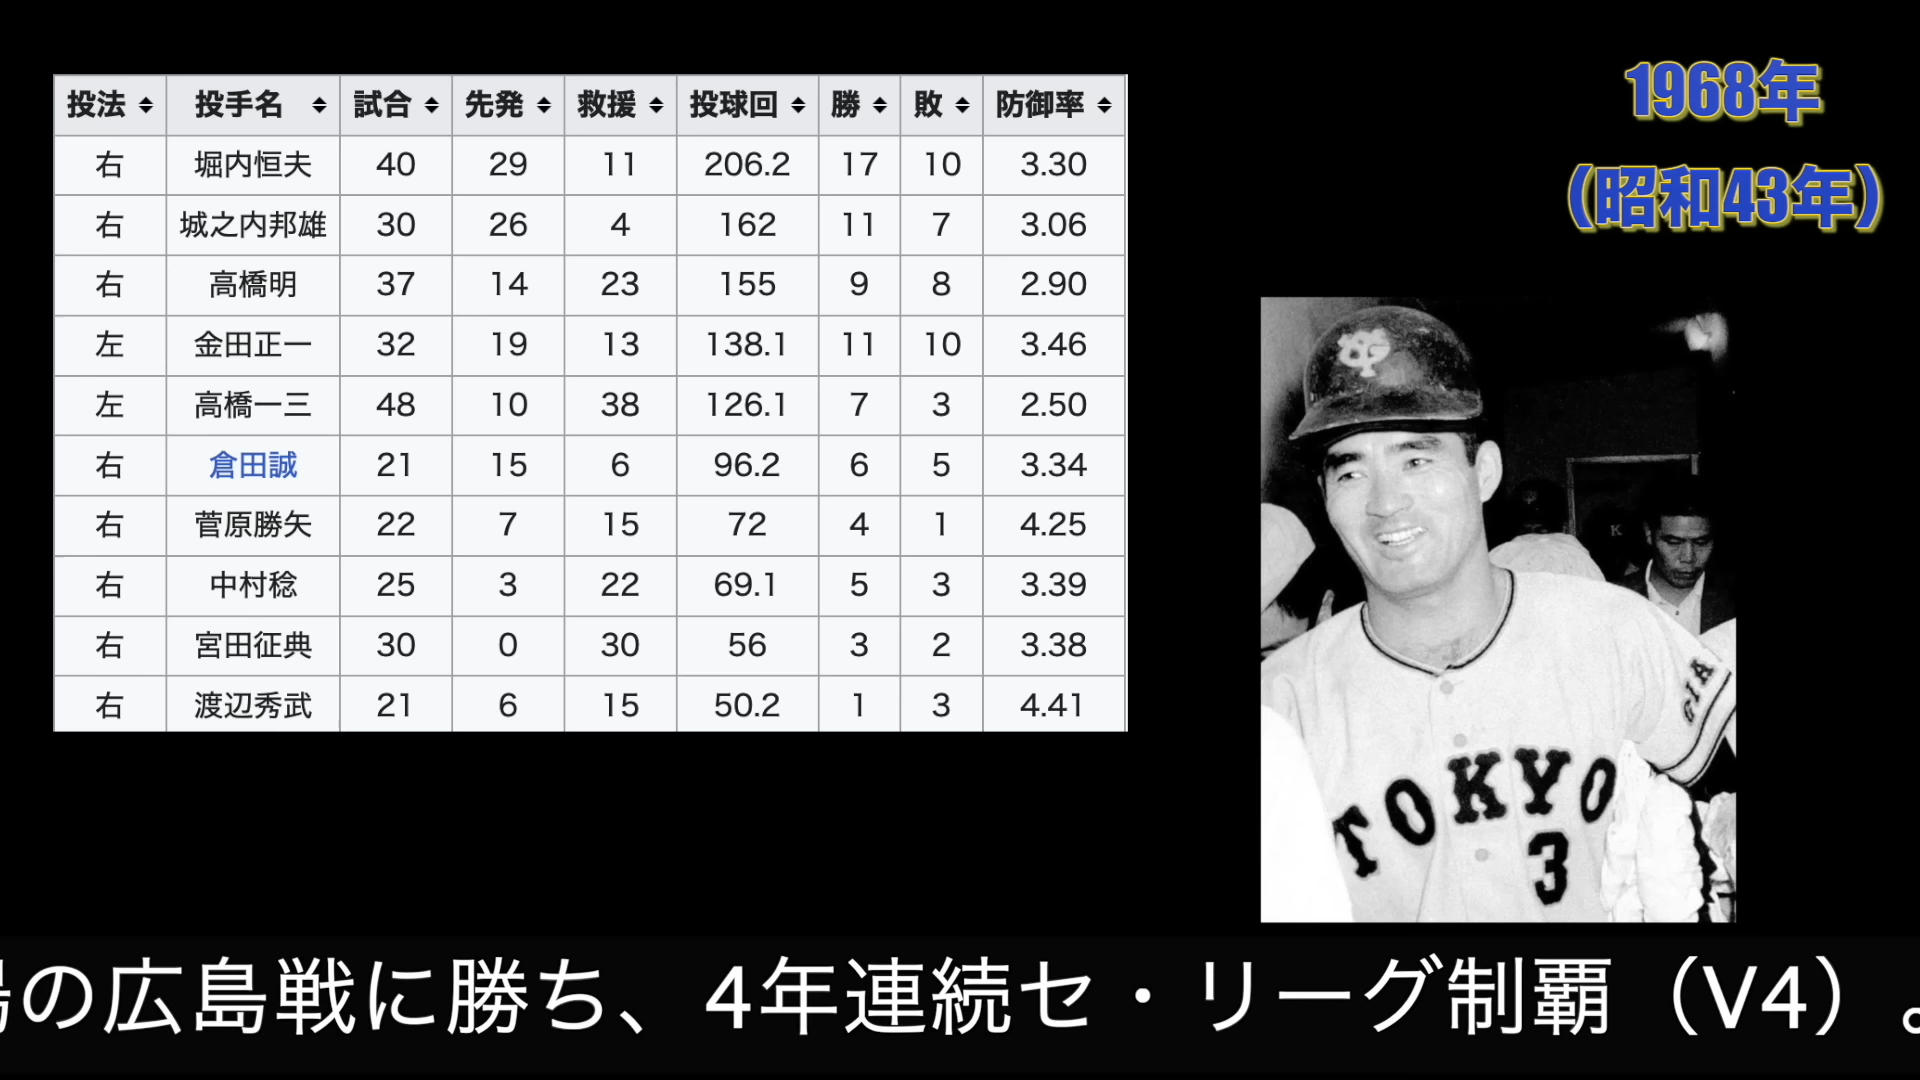 投法 投手名 試合 先発 救援 投球回 勝 敗 防御率
右 堀内恒夫 40 29 11 206.2 17 10 3.30
右 城之内邦雄 30 26 4 162 11 7 3.06
右 高橋明 37 14 23 155 9 8 2.90
左 金田正一 32 19 13 138.1 11 10 3.46
左 高橋一三 48 10 38 126.1 7 3 2.50
右 倉田誠 21 15 6 96.2 6 5 3.34
右 菅原勝矢 22 7 15 72 4 1 4.25
右 中村稔 25 3 22 69.1 5 3 3.39
右 宮田征典 30 0 30 56 3 2 3.38
右 渡辺秀武 21 6 15 50.2 1 3 4.41
1968年
（昭和43年）
GIA
TOKYO
3
の広島戦に勝ち、4年連続セ・リーグ制覇（V4）。